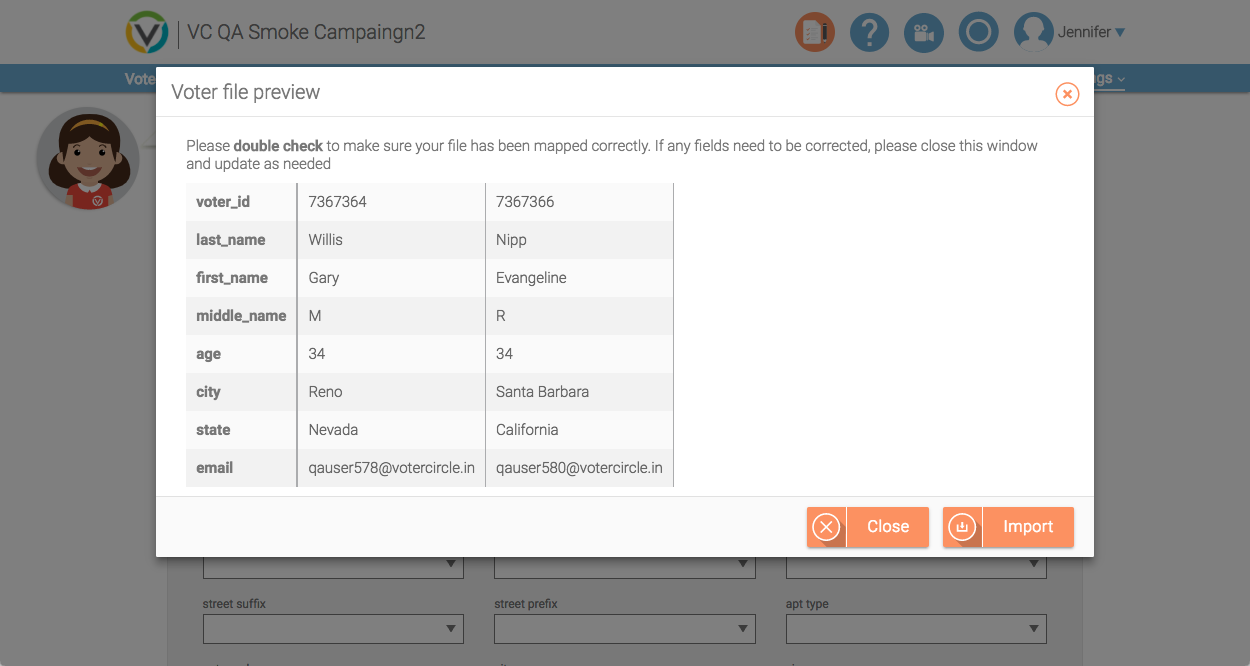 VC QA Smoke Campaingn2
Jennifer
Vote
gs
Voter file preview
Please double check to make sure your file has been mapped correctly. If any fields need to be corrected, please close this window
and update as needed
voter_id 7367364 7367366
last_name Willis Nipp
first_name Gary Evangeline
middle_name M R
age 34 34
city Reno Santa Barbara
state Nevada California
email qauser578@votercircle.in qauser580@votercircle.in
Close Import
street suffix street prefix apt type